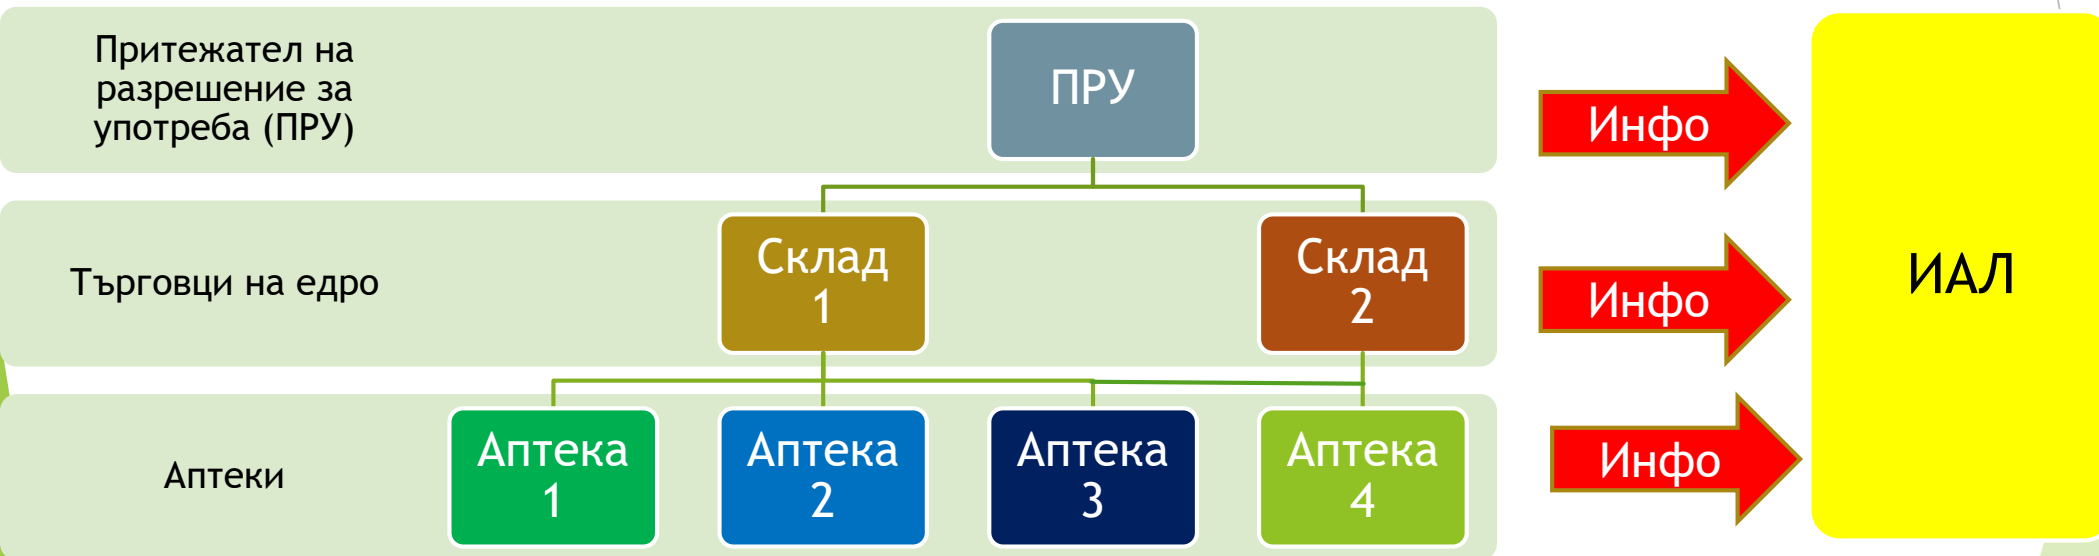 Притежател на
разрешение за
употреба (ПРУ)
ПРУ
Инфо
Търговци на едро
Склад
1
Склад
2
Инфо
ИАЛ
Аптеки
Аптека
1
Аптека
2
Аптека
3
Аптека
4
Инфо